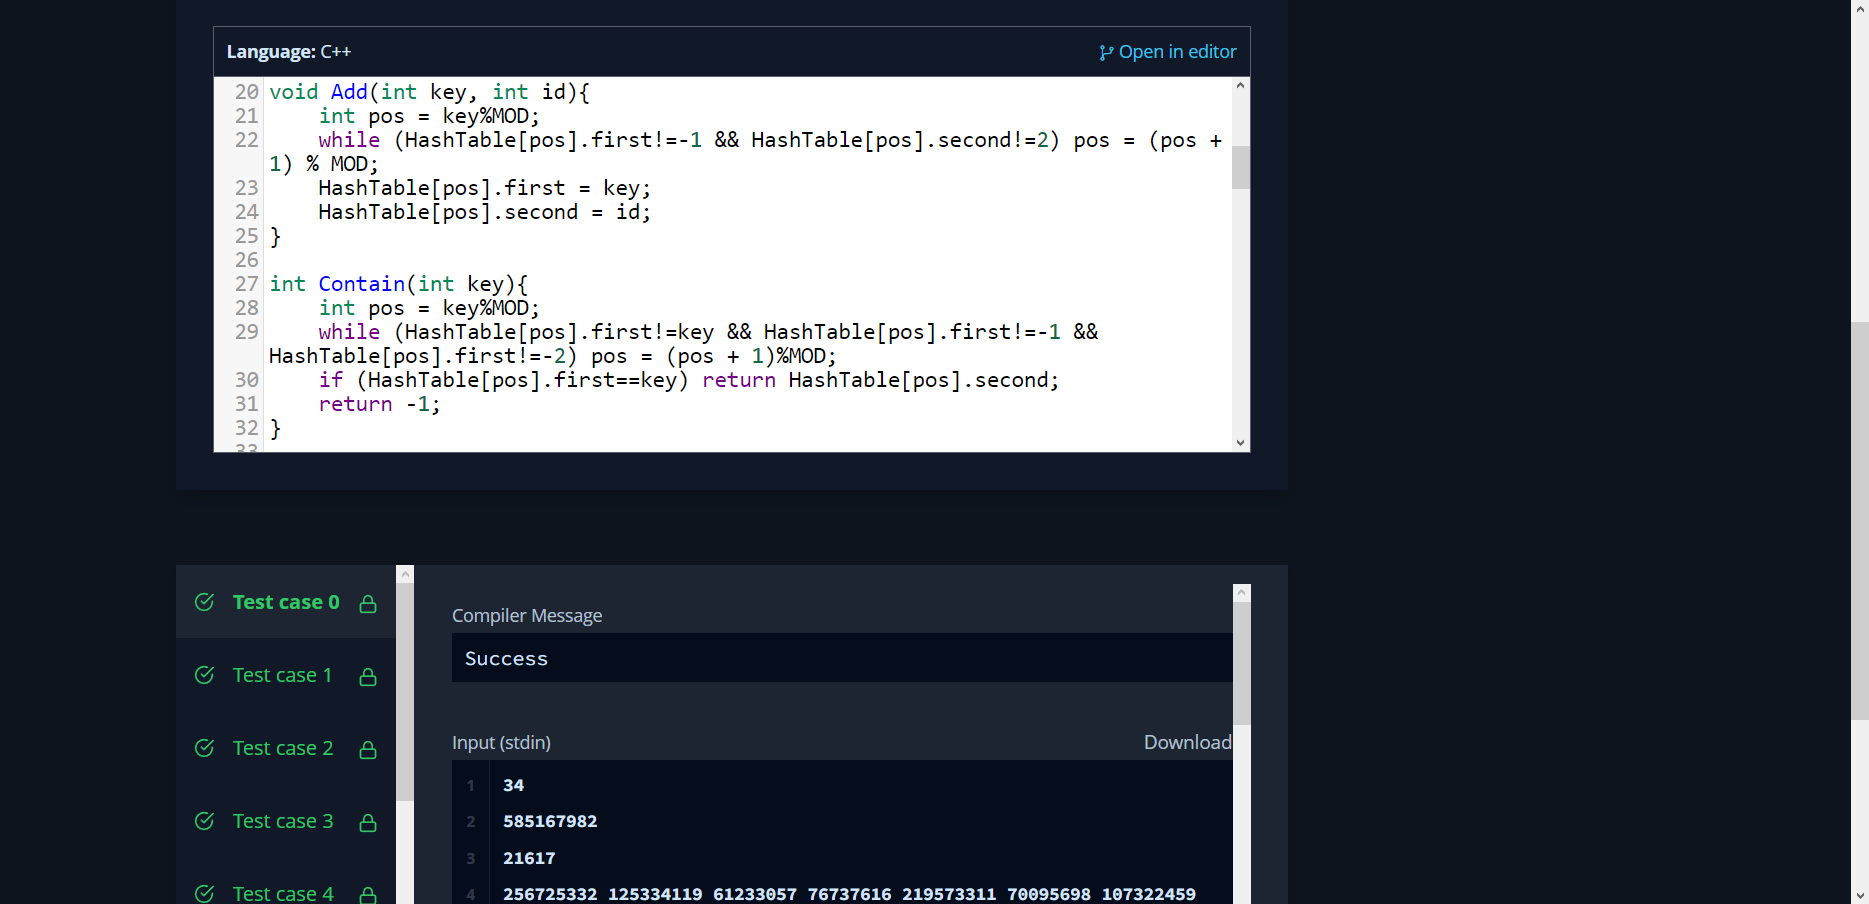 Language: C++
Open in editor
20 void Add(int key, int id){
21     int pos = key%MOD;
22     while (HashTable[pos].first!=-1 && HashTable[pos].second!=2) pos = (pos +
1) % MOD;
23     HashTable[pos].first = key;
24     HashTable[pos].second = id;
25 }
26
27 int Contain(int key){
28     int pos = key%MOD;
29     while (HashTable[pos].first!=key && HashTable[pos].first!=-1 &&
HashTable[pos].first!=-2) pos = (pos + 1)%MOD;
30     if (HashTable[pos].first==key) return HashTable[pos].second;
31     return -1;
32 }
33
Test case 0
Test case 1
Test case 2
Test case 3
Test case 4
Compiler Message
Success
Input (stdin)
Download
1 34
2 585167982
3 21617
4 256725332 125334119 61233057 76737616 219573311 70095698 107322459